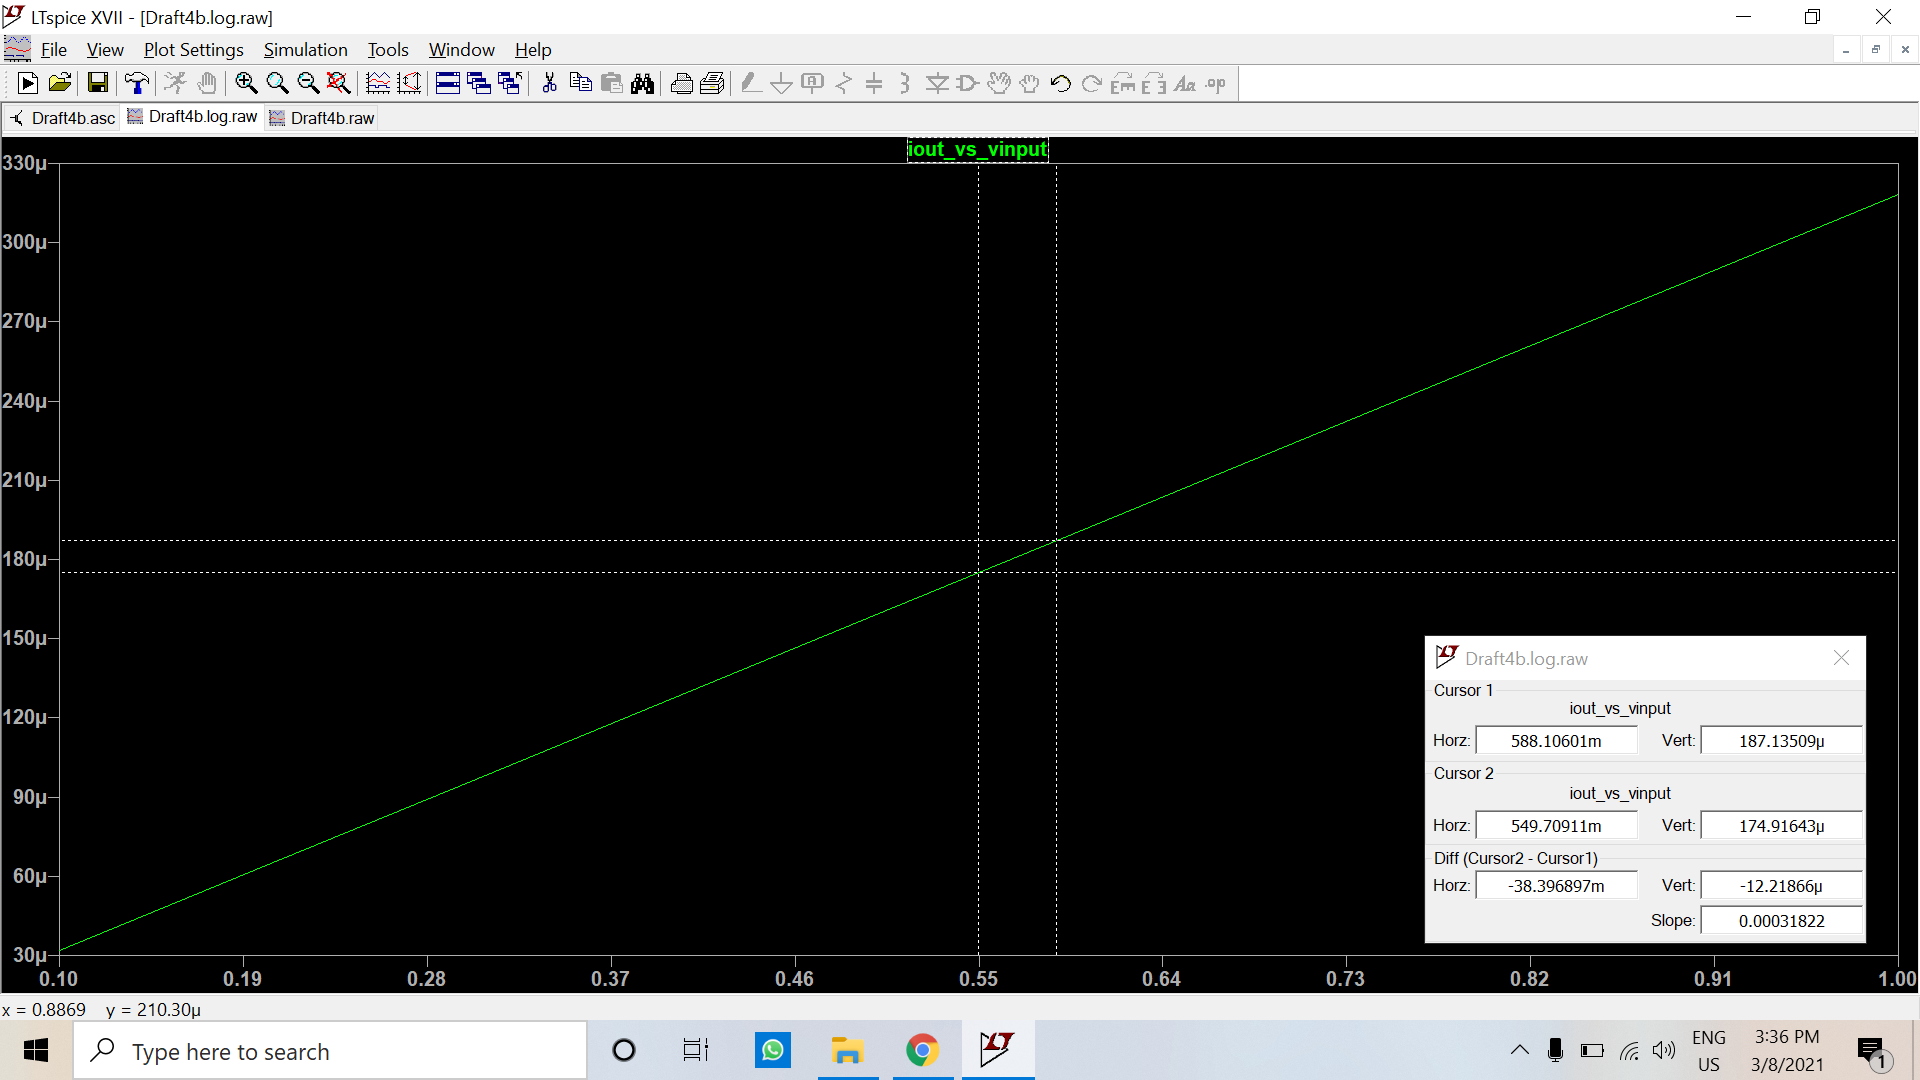 LTspice XVII - [Draft4b.log.raw]
File View Plot Settings Simulation Tools Window Help
Draft4b.asc Draft4b.log.raw Draft4b.raw
iout_vs_vinput
330µ
300µ
270µ
240µ
210µ
180µ
150µ
120µ
90µ
60µ
30µ
0.10 0.19 0.28 0.37 0.46 0.55 0.64 0.73 0.82 0.91 1.00
Draft4b.log.raw
Cursor 1
iout_vs_vinput
Horz: 588.10601m Vert: 187.13509µ
Cursor 2
iout_vs_vinput
Horz: 549.70911m Vert: 174.91643µ
Diff (Cursor2 - Cursor1)
Horz: -38.396897m Vert: -12.21866µ
Slope: 0.00031822
x = 0.8869 y = 210.30µ
Type here to search
ENG
US
3:36 PM
3/8/2021
1